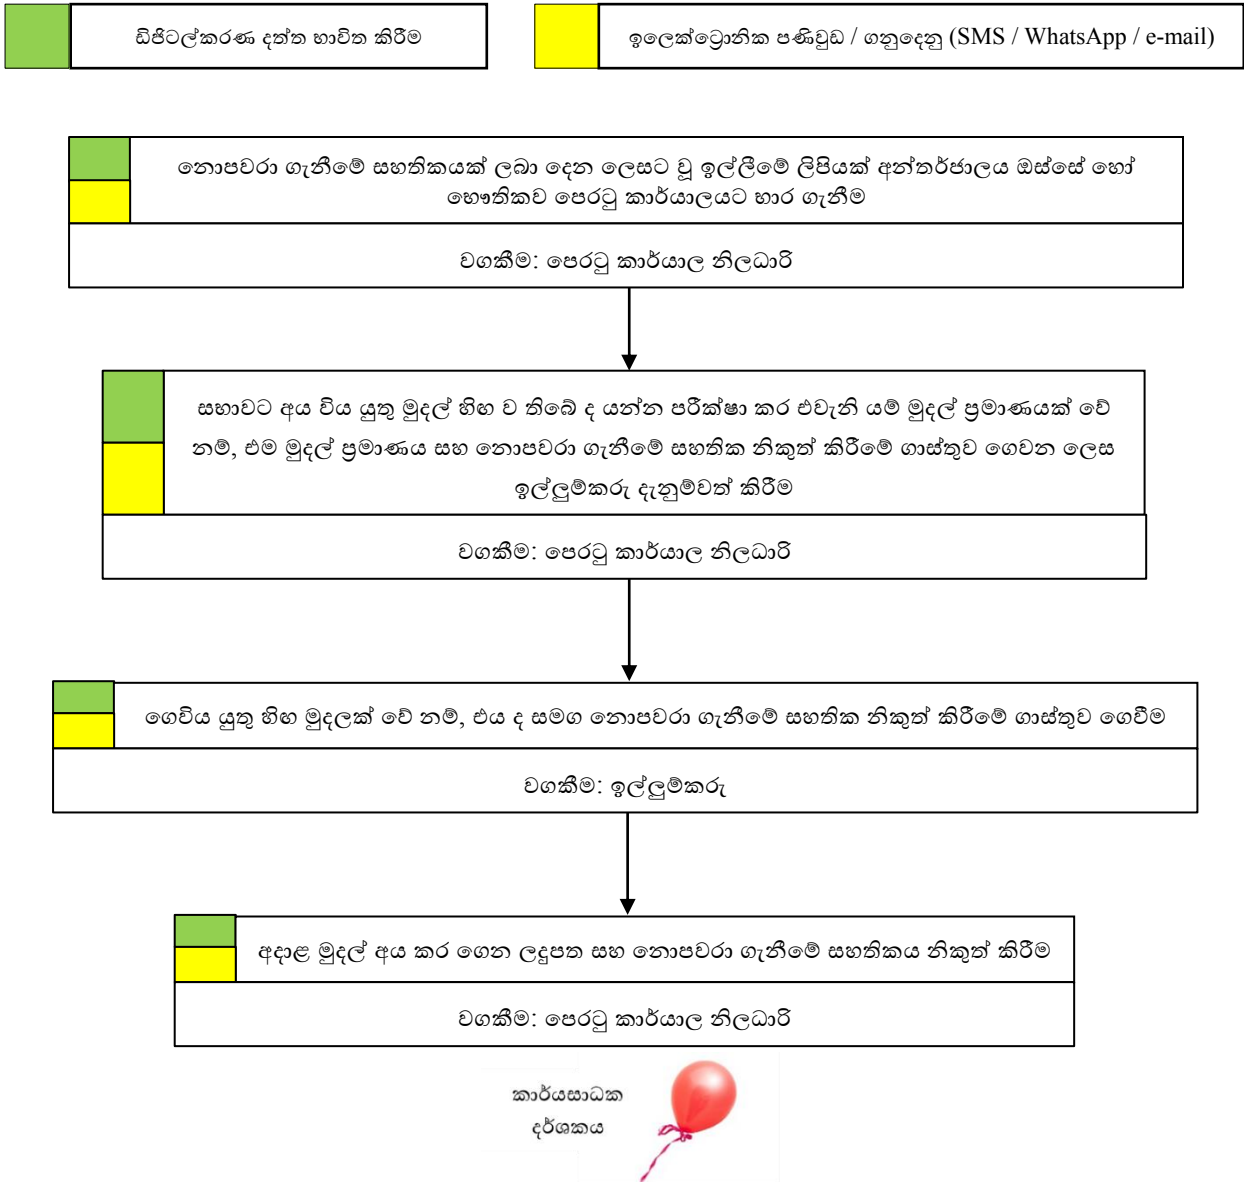 ඩිජිටල්කරණ දත්ත භාවිත කිරීම
ඉලෙක්ට්‍රොනික පණිවුඩ / ගනුදෙනු (SMS / WhatsApp / e-mail)
නොපවරා ගැනීමේ සහතිකයක් ලබා දෙන ලෙසට වූ ඉල්ලීමේ ලිපියක් අන්තර්ජාලය ඔස්සේ හෝ
භෞතිකව පෙරටු කාර්යාලයට භාර ගැනීම
වගකීම: පෙරටු කාර්යාල නිලධාරි
සභාවට අය විය යුතු මුදල් හිඟ ව තිබේ ද යන්න පරීක්ෂා කර එවැනි යම් මුදල් ප්‍රමාණයක් වේ
නම්, එම මුදල් ප්‍රමාණය සහ නොපවරා ගැනීමේ සහතික නිකුත් කිරීමේ ගාස්තුව ගෙවන ලෙස
ඉල්ලුම්කරු දැනුම්වත් කිරීම
වගකීම: පෙරටු කාර්යාල නිලධාරි
ගෙවිය යුතු හිඟ මුදලක් වේ නම්, එය ද සමග නොපවරා ගැනීමේ සහතික නිකුත් කිරීමේ ගාස්තුව ගෙවීම
වගකීම: ඉල්ලුම්කරු
අදාළ මුදල් අය කර ගෙන ලදුපත සහ නොපවරා ගැනීමේ සහතිකය නිකුත් කිරීම
වගකීම: පෙරටු කාර්යාල නිලධාරි
කාර්යසාධක
දර්ශකය